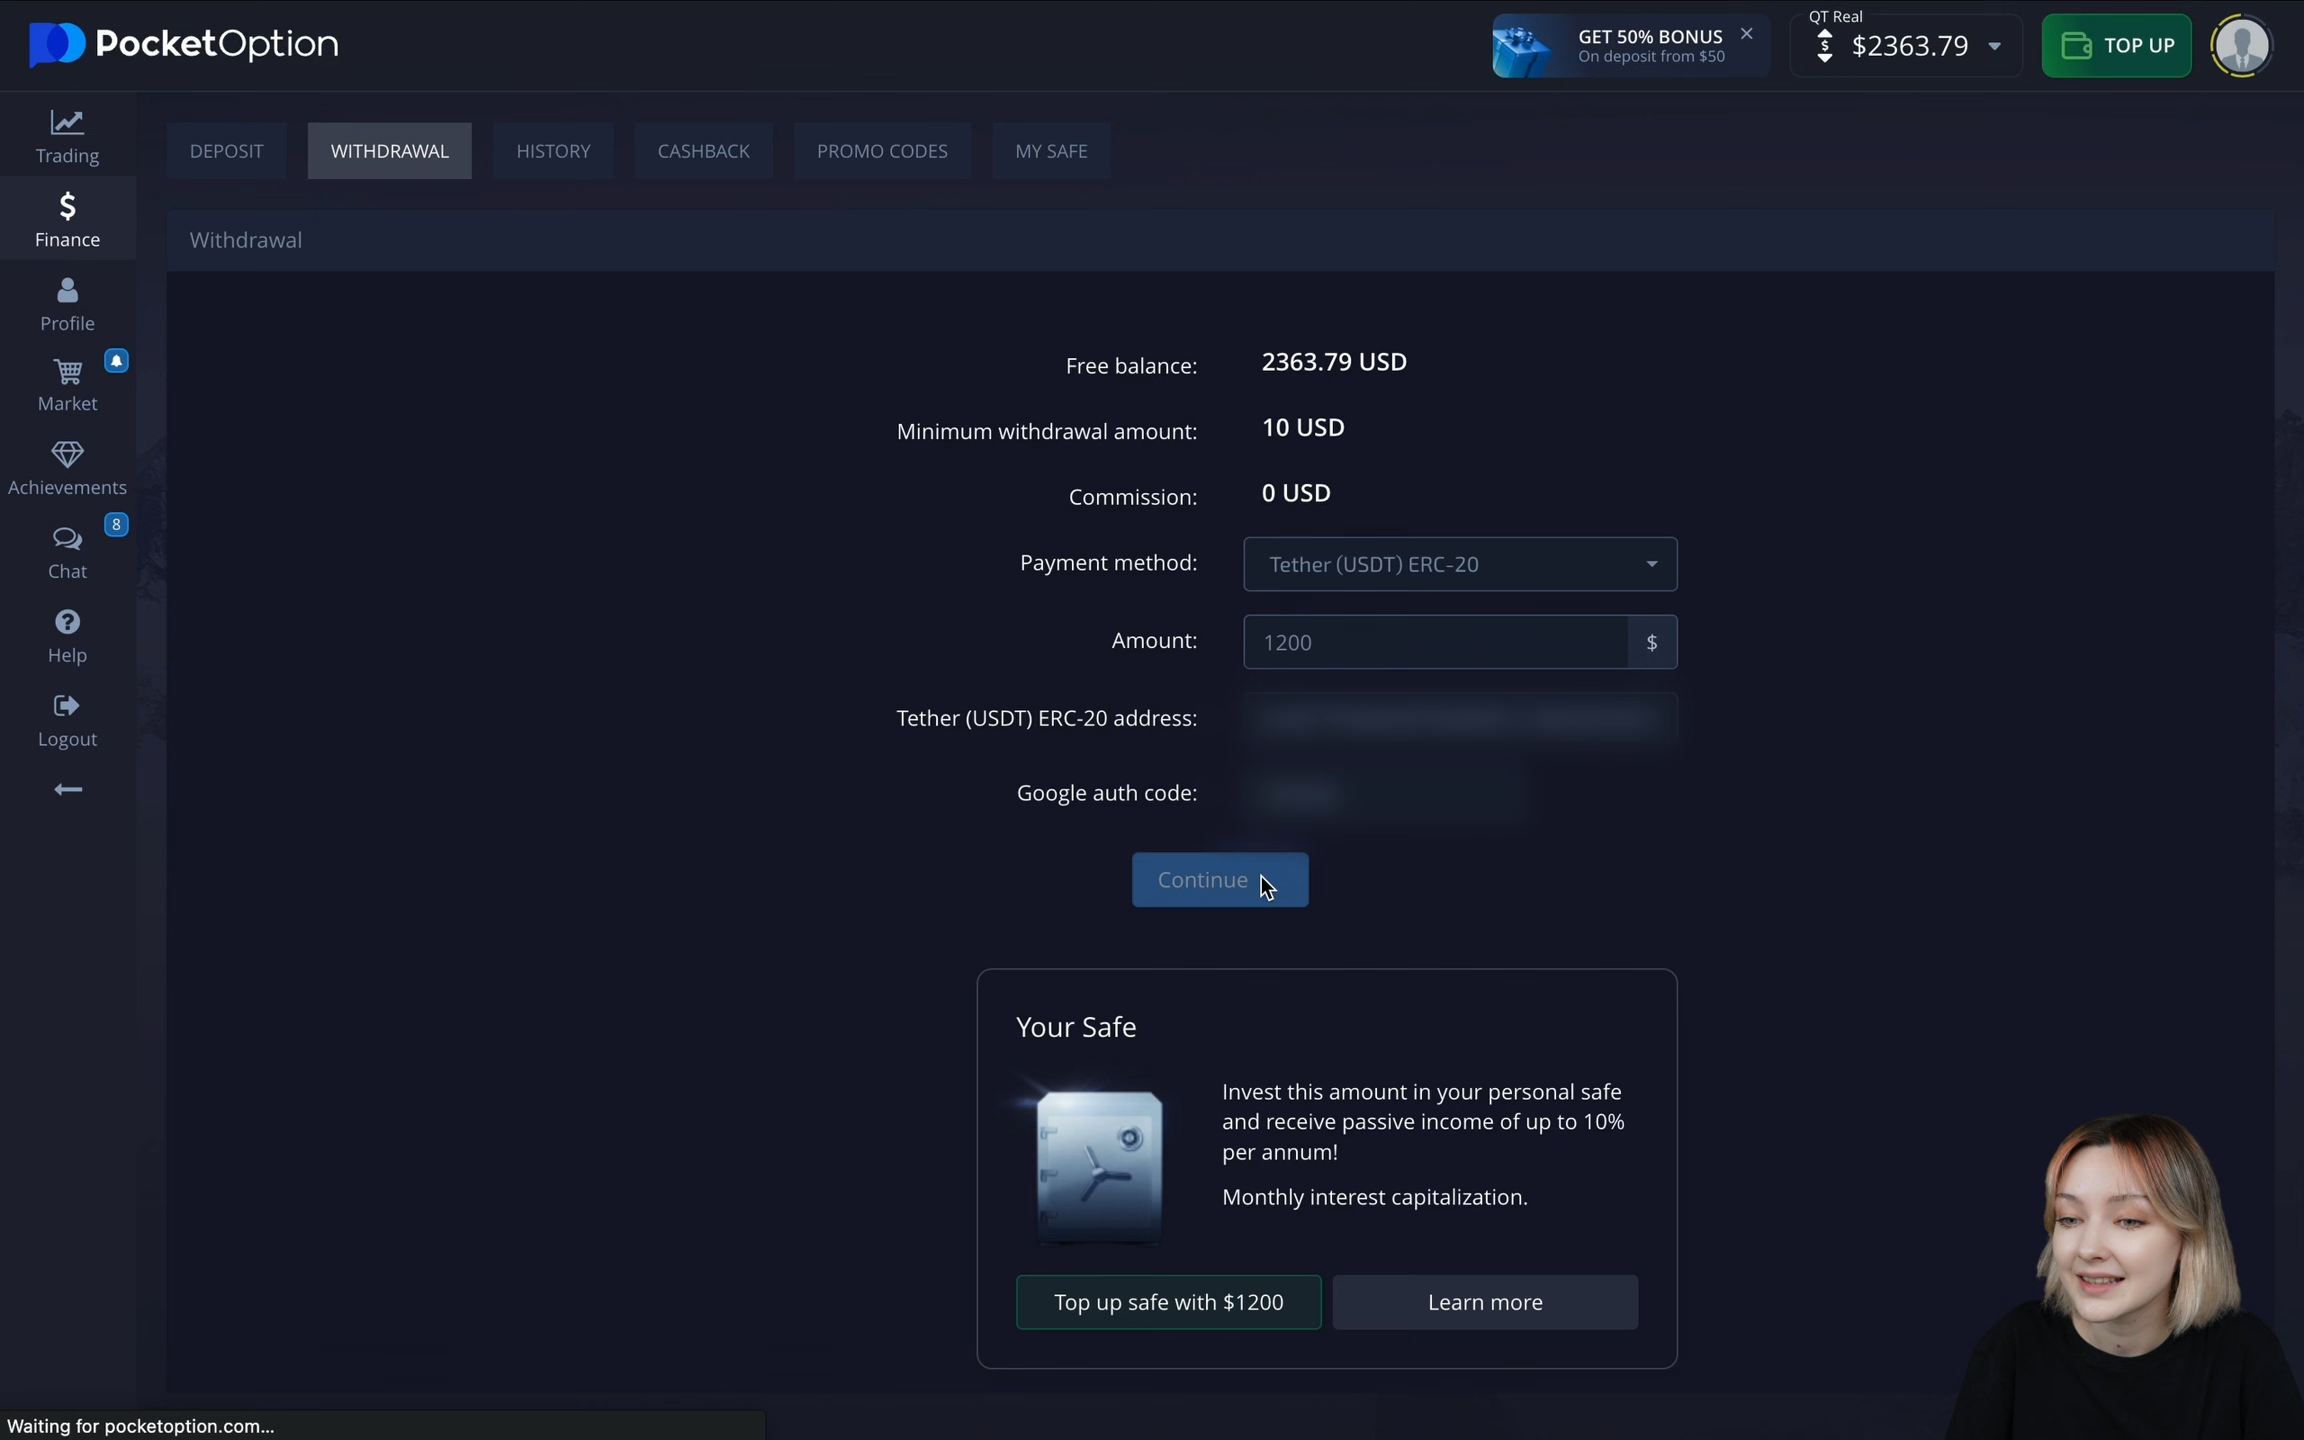 PocketOption
GET 50% BONUS
On deposit from $50
QT Real
$
$2363.79
TOP UP
Trading
$
Finance
Profile
Market
Achievements
8
Chat
Help
Logout
DEPOSIT
WITHDRAWAL
HISTORY
CASHBACK
PROMO CODES
MY SAFE
Withdrawal
Free balance: 2363.79 USD
Minimum withdrawal amount: 10 USD
Commission: 0 USD
Payment method: Tether (USDT) ERC-20
Amount: 1200 $
Tether (USDT) ERC-20 address:
Google auth code:
Continue
Your Safe
Invest this amount in your personal safe
and receive passive income of up to 10%
per annum!
Monthly interest capitalization.
Top up safe with $1200
Learn more
Waiting for pocketoption.com...